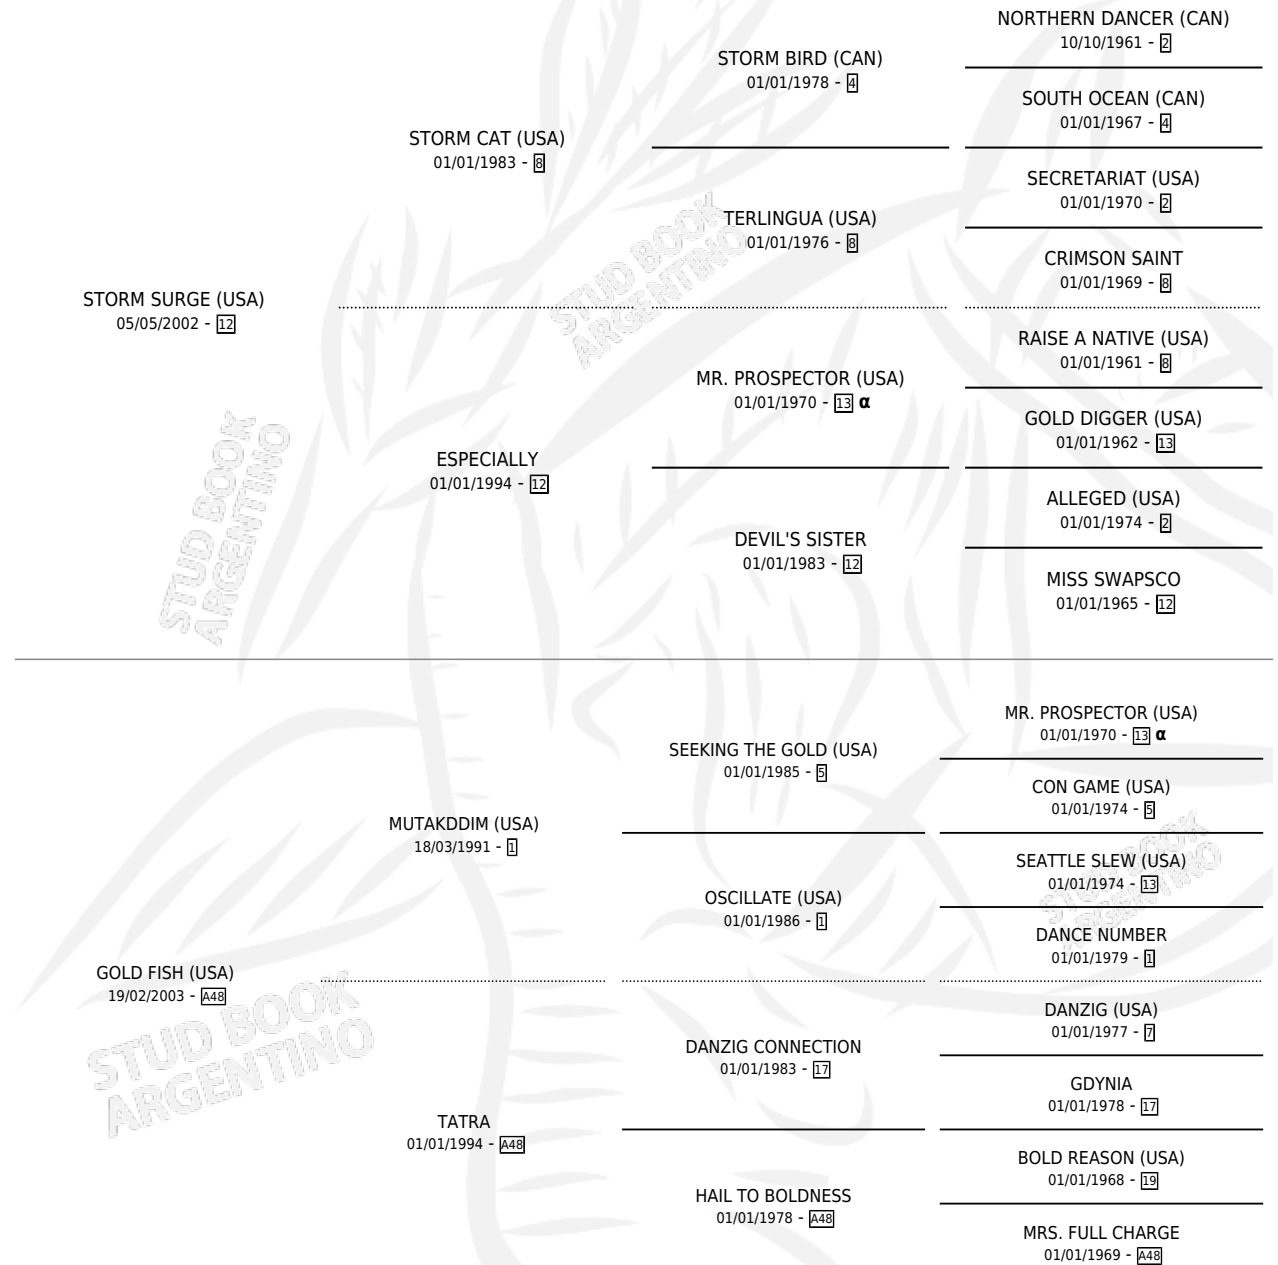 NORTHERN DANCER (CAN)
10/10/1961 - 2
STORM BIRD (CAN)
01/01/1978 - 4
SOUTH OCEAN (CAN)
01/01/1967 - 4
STORM CAT (USA)
01/01/1983 - 8
SECRETARIAT (USA)
01/01/1970 - 2
TERLINGUA (USA)
01/01/1976 - 8
CRIMSON SAINT
01/01/1969 - 8
STORM SURGE (USA)
05/05/2002 - 12
RAISE A NATIVE (USA)
01/01/1961 - 8
MR. PROSPECTOR (USA)
01/01/1970 - 13 α
GOLD DIGGER (USA)
01/01/1962 - 13
ESPECIALLY
01/01/1994 - 12
ALLEGED (USA)
01/01/1974 - 2
DEVIL'S SISTER
01/01/1983 - 12
MISS SWAPSCO
01/01/1965 - 12
MR. PROSPECTOR (USA)
01/01/1970 - 13 α
SEEKING THE GOLD (USA)
01/01/1985 - 5
CON GAME (USA)
01/01/1974 - 5
MUTAKDDIM (USA)
18/03/1991 - 1
SEATTLE SLEW (USA)
01/01/1974 - 13
OSCILLATE (USA)
01/01/1986 - 1
DANCE NUMBER
01/01/1979 - 1
GOLD FISH (USA)
19/02/2003 - A48
DANZIG (USA)
01/01/1977 - 7
DANZIG CONNECTION
01/01/1983 - 17
GDYNIA
01/01/1978 - 17
TATRA
01/01/1994 - A48
BOLD REASON (USA)
01/01/1968 - 19
HAIL TO BOLDNESS
01/01/1978 - A48
MRS. FULL CHARGE
01/01/1969 - A48
STUD BOOK
ARGENTINO
STUD BOOK
ARGENTINO
STUD BOOK
ARGENTINO
STUD BOOK
ARGENTINO